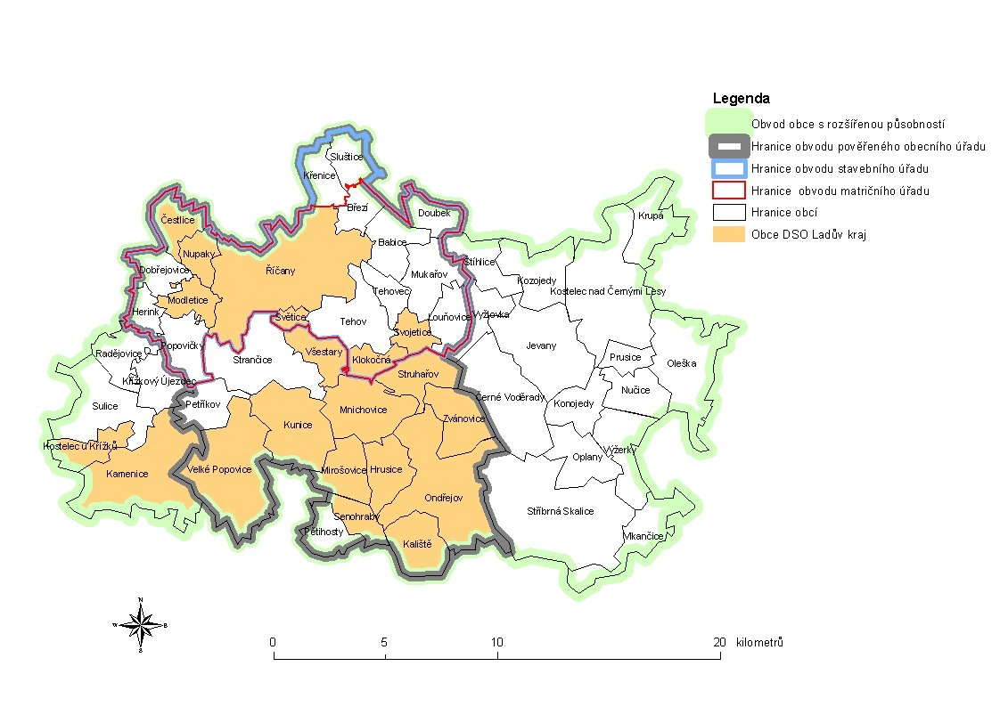 Legenda
Obvod obce s rozšířenou působností
Hranice obvodu pověřeného obecního úřadu
Hranice obvodu stavebního úřadu
Hranice obvodu matričního úřadu
Hranice obcí
Obce DSO Ladův kraj
Sluštice
Křenice
Březí
Doubek
Krupá
Čestlice
Babice
Nupaky
Štíhlice
Dobřejovice
Říčany
Mukařov
Kozojedy
Kostelec nad Černými Lesy
Tehovec
Modletice
Herink
Světice
Tehov
Louňovice
Vyžlovka
Svojetice
Popovičky
Jevany
Radějovice
Všestary
Strančice
Klokočná
Prusice
Oleška
Struhařov
Křížkový Újezdec
Nučice
Černé Voděrady
Petříkov
Sulice
Mnichovice
Konojedy
Zvánovice
Kunice
Kostelec u Křížků
Výžerky
Oplany
Kamenice
Velké Popovice
Mirošovice
Hrusice
Ondřejov
Stříbrná Skalice
Senohraby
Pětihosty
Vlkančice
Kaliště
N
W
E
S
0 5 10 20 kilometrů